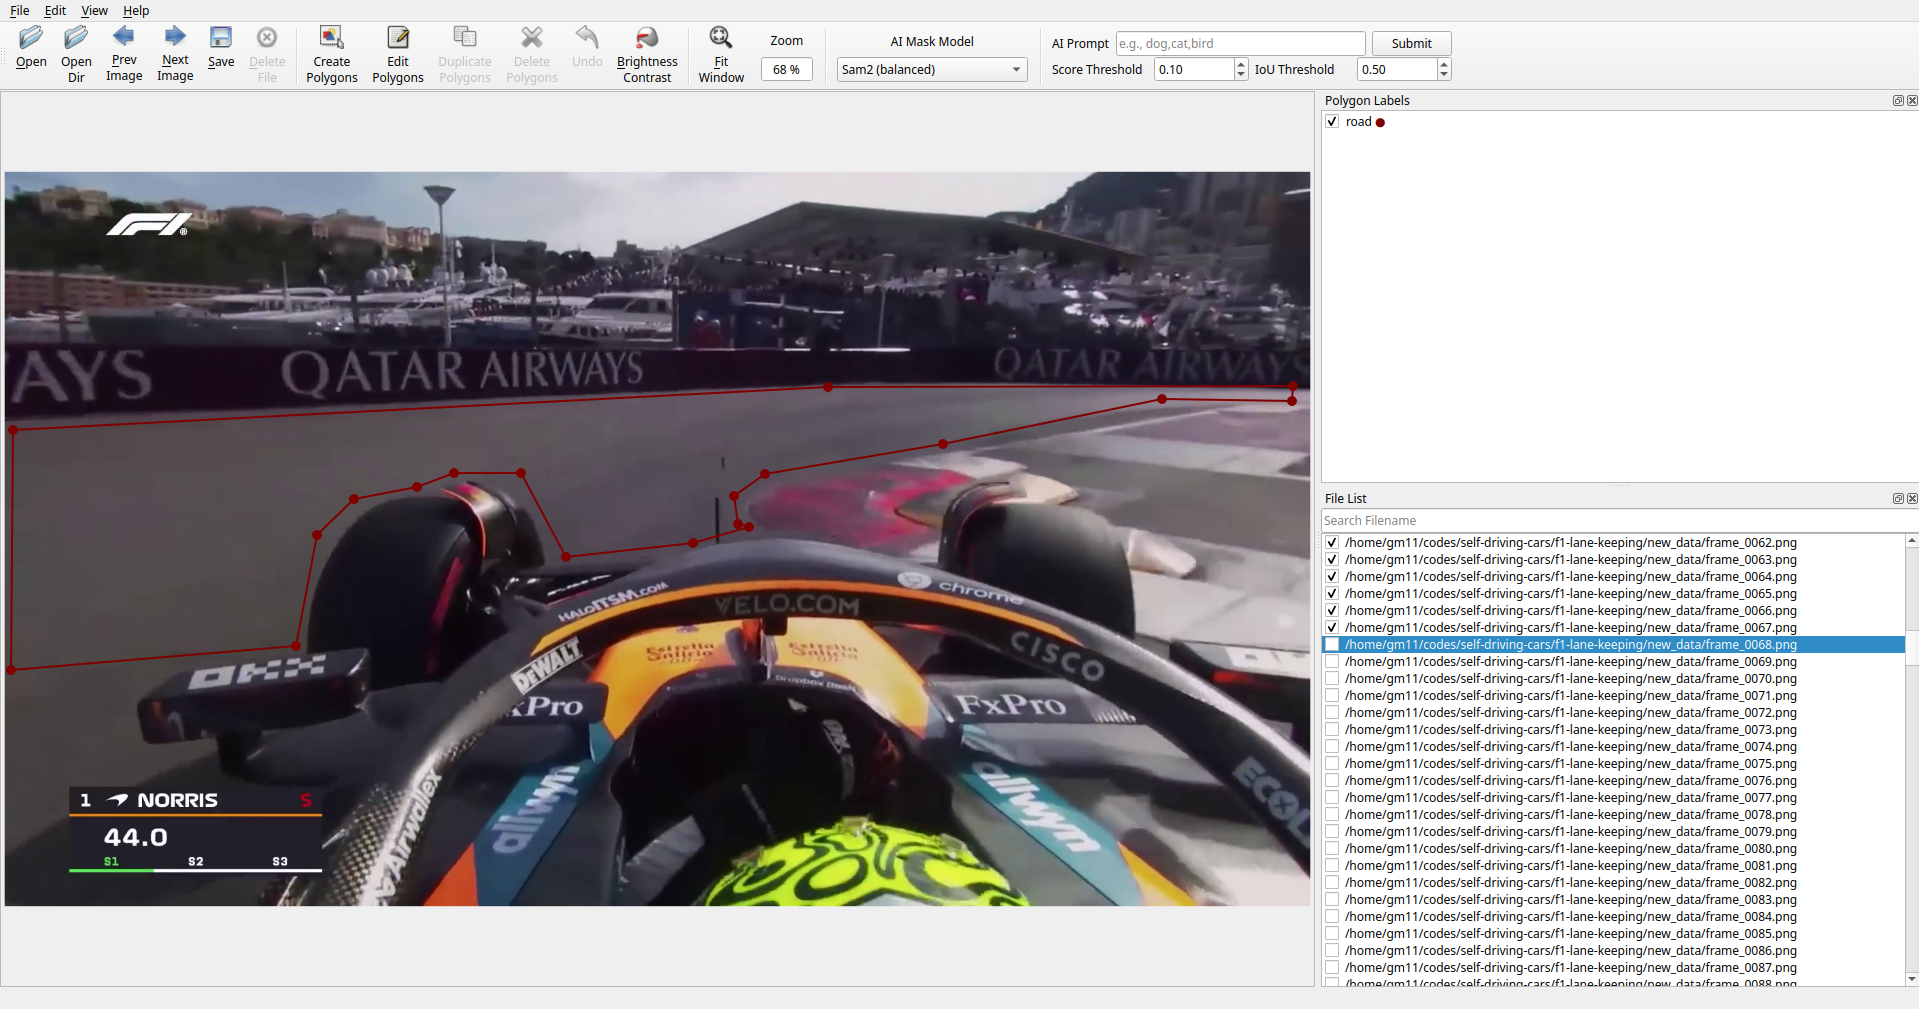 File Edit View Help
Open
Open Dir
Prev Image
Next Image
Save
Delete File
Create Polygons
Edit Polygons
Duplicate Polygons
Delete Polygons
Undo
Brightness Contrast
Fit Window
Zoom
68 %
AI Mask Model
Sam2 (balanced)
AI Prompt e.g., dog,cat,bird Submit
Score Threshold 0.10 IoU Threshold 0.50
Polygon Labels
road
F1®
AYS QATAR AIRWAYS QATAR AIRWAYS
HALO ITSM.COM
VELO.COM
chrome
CISCO
DEWALT
Estrella Galicia 0,0
Estrella Galicia 0,0
OKX
xPro
FxPro
allwyn
allwyn
Airwallex
ECOL
1 NORRIS S
44.0
S1 S2 S3
File List
Search Filename
/home/gm11/codes/self-driving-cars/f1-lane-keeping/new_data/frame_0062.png
/home/gm11/codes/self-driving-cars/f1-lane-keeping/new_data/frame_0063.png
/home/gm11/codes/self-driving-cars/f1-lane-keeping/new_data/frame_0064.png
/home/gm11/codes/self-driving-cars/f1-lane-keeping/new_data/frame_0065.png
/home/gm11/codes/self-driving-cars/f1-lane-keeping/new_data/frame_0066.png
/home/gm11/codes/self-driving-cars/f1-lane-keeping/new_data/frame_0067.png
/home/gm11/codes/self-driving-cars/f1-lane-keeping/new_data/frame_0068.png
/home/gm11/codes/self-driving-cars/f1-lane-keeping/new_data/frame_0069.png
/home/gm11/codes/self-driving-cars/f1-lane-keeping/new_data/frame_0070.png
/home/gm11/codes/self-driving-cars/f1-lane-keeping/new_data/frame_0071.png
/home/gm11/codes/self-driving-cars/f1-lane-keeping/new_data/frame_0072.png
/home/gm11/codes/self-driving-cars/f1-lane-keeping/new_data/frame_0073.png
/home/gm11/codes/self-driving-cars/f1-lane-keeping/new_data/frame_0074.png
/home/gm11/codes/self-driving-cars/f1-lane-keeping/new_data/frame_0075.png
/home/gm11/codes/self-driving-cars/f1-lane-keeping/new_data/frame_0076.png
/home/gm11/codes/self-driving-cars/f1-lane-keeping/new_data/frame_0077.png
/home/gm11/codes/self-driving-cars/f1-lane-keeping/new_data/frame_0078.png
/home/gm11/codes/self-driving-cars/f1-lane-keeping/new_data/frame_0079.png
/home/gm11/codes/self-driving-cars/f1-lane-keeping/new_data/frame_0080.png
/home/gm11/codes/self-driving-cars/f1-lane-keeping/new_data/frame_0081.png
/home/gm11/codes/self-driving-cars/f1-lane-keeping/new_data/frame_0082.png
/home/gm11/codes/self-driving-cars/f1-lane-keeping/new_data/frame_0083.png
/home/gm11/codes/self-driving-cars/f1-lane-keeping/new_data/frame_0084.png
/home/gm11/codes/self-driving-cars/f1-lane-keeping/new_data/frame_0085.png
/home/gm11/codes/self-driving-cars/f1-lane-keeping/new_data/frame_0086.png
/home/gm11/codes/self-driving-cars/f1-lane-keeping/new_data/frame_0087.png
/home/gm11/codes/self-driving-cars/f1-lane-keeping/new_data/frame_0088.png